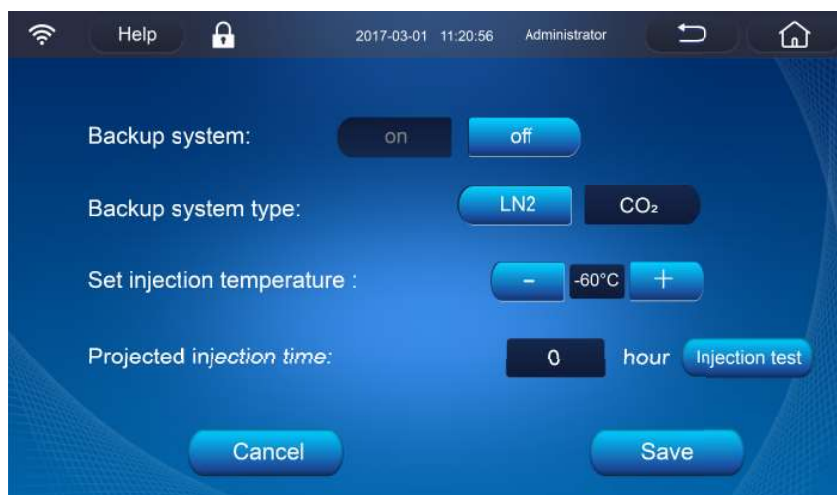 Help 2017-03-01 11:20:56 Administrator
Backup system: on off
Backup system type: LN2 CO₂
Set injection temperature : - -60°C +
Projected injection time: 0 hour Injection test
Cancel Save